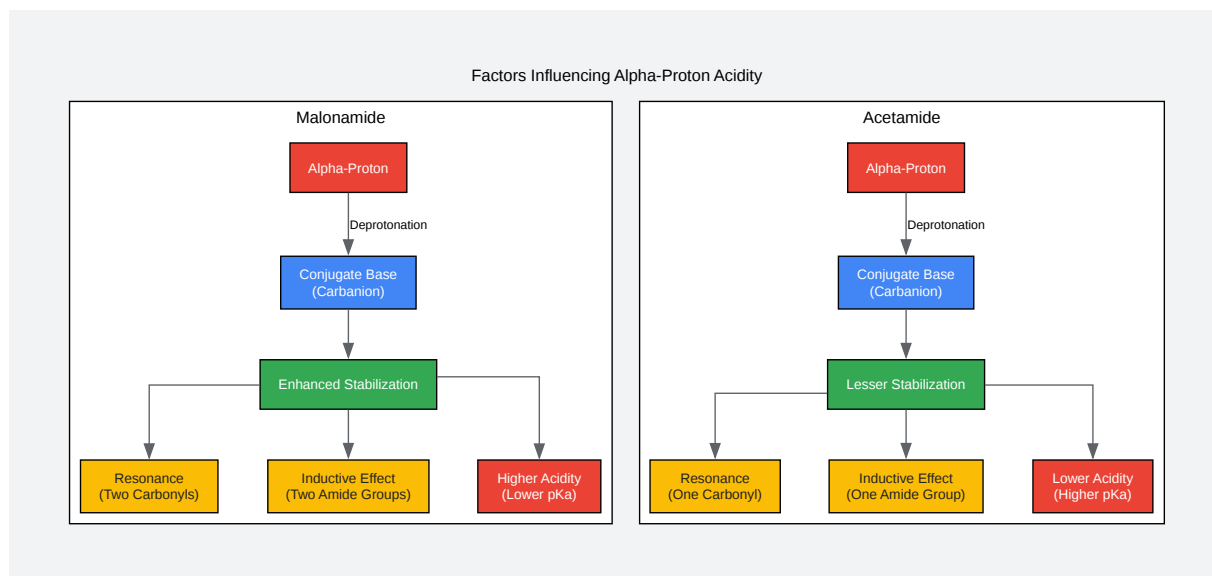 Factors Influencing Alpha-Proton Acidity
Malonamide
Alpha-Proton
Deprotonation
Conjugate Base
(Carbanion)
Enhanced Stabilization
Resonance
(Two Carbonyls)
Inductive Effect
(Two Amide Groups)
Higher Acidity
(Lower pKa)
Acetamide
Alpha-Proton
Deprotonation
Conjugate Base
(Carbanion)
Lesser Stabilization
Resonance
(One Carbonyl)
Inductive Effect
(One Amide Group)
Lower Acidity
(Higher pKa)